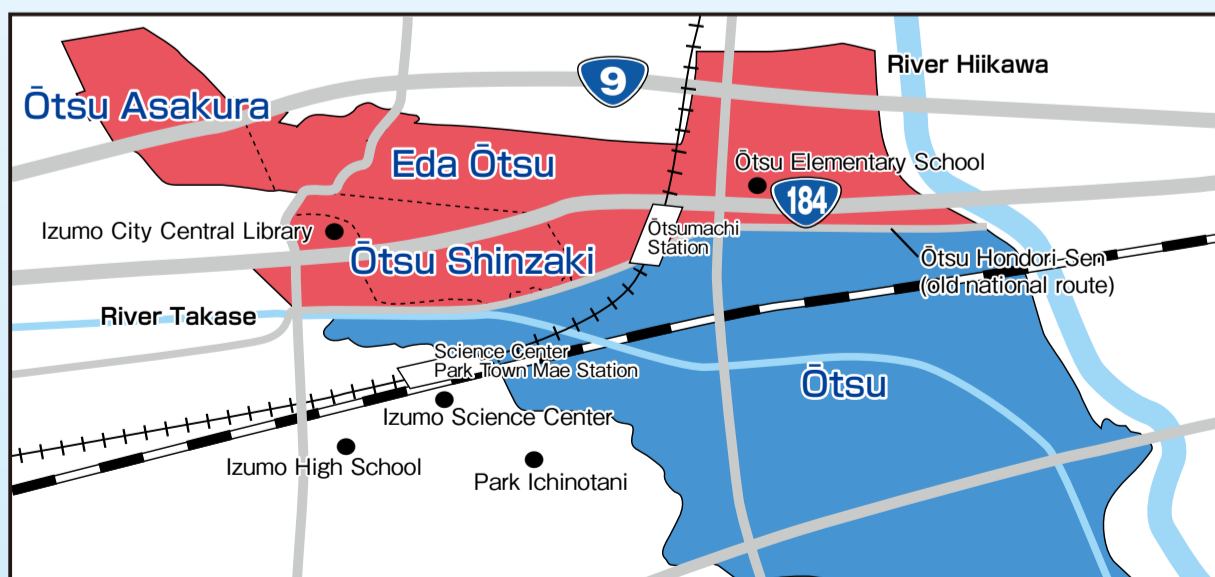 9
River Hiikawa
Ōtsu Asakura
Eda Ōtsu
Ōtsu Elementary School
184
Izumo City Central Library
Ōtsumachi
Station
Ōtsu Shinzaki
Ōtsu Hondori-Sen
(old national route)
River Takase
Science Center
Park Town Mae Station
Ōtsu
Izumo Science Center
Izumo High School
Park Ichinotani